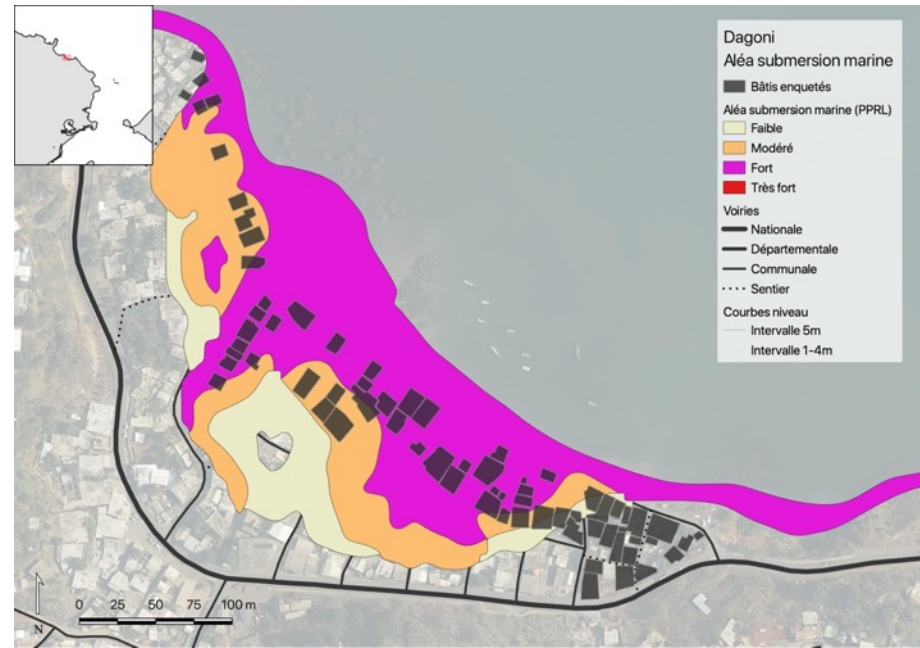 Dagoni
Aléa submersion marine
Bâtis enquetés
Aléa submersion marine (PPRL)
Faible
Modéré
Fort
Très fort
Voiries
Nationale
Départementale
Communale
Sentier
Courbes niveau
Intervalle 5m
Intervalle 1-4m
N
0 25 50 75 100 m